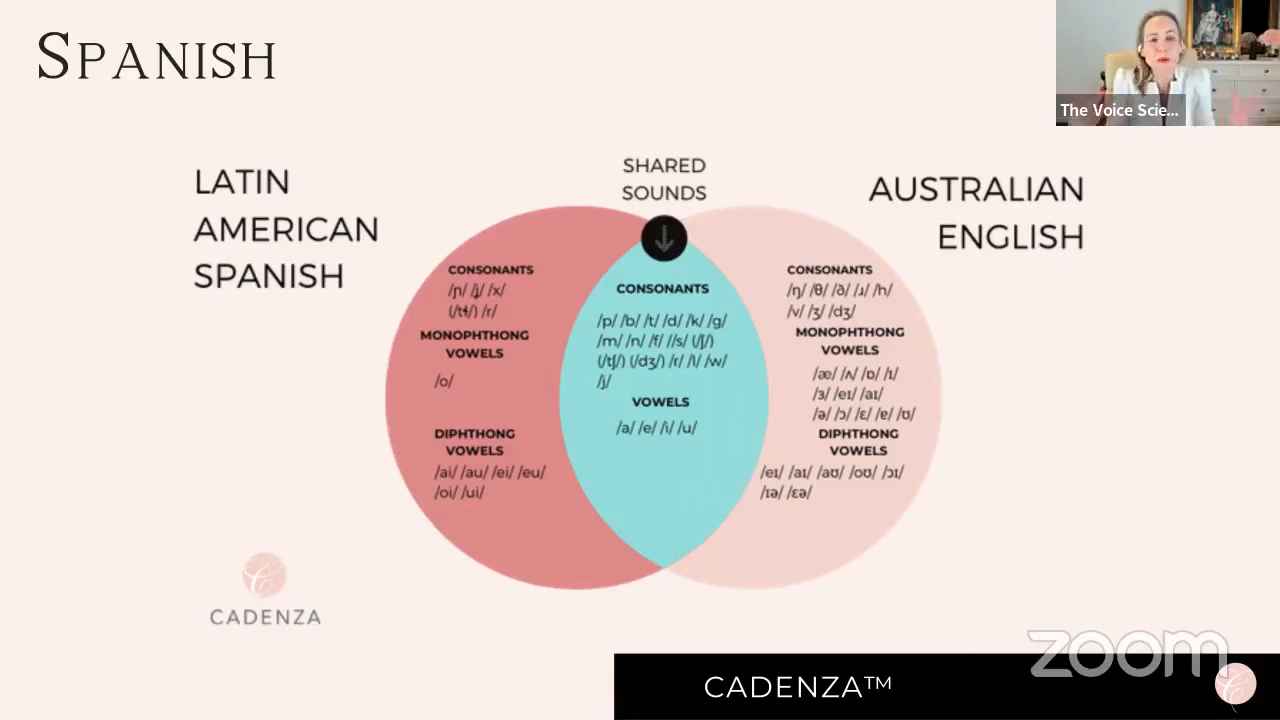 SPANISH
The Voice Scie...
LATIN
AMERICAN
SPANISH
SHARED
SOUNDS
AUSTRALIAN
ENGLISH
CONSONANTS
/ɲ/ /ʝ/ /x/
(/tɬ/) /r/
MONOPHTHONG
VOWELS
/o/
DIPHTHONG
VOWELS
/ai/ /au/ /ei/ /eu/
/oi/ /ui/
CONSONANTS
/p/ /b/ /t/ /d/ /k/ /g/
/m/ /n/ /f/ //s/ (/ʃ/)
(/tʃ/) (/dʒ/) /ɾ/ /l/ /w/
/j/
VOWELS
/a/ /e/ /i/ /u/
CONSONANTS
/ŋ/ /θ/ /ð/ /ɹ/ /h/
/v/ /ʒ/ /dʒ/
MONOPHTHONG
VOWELS
/æ/ /ʌ/ /ɒ/ /ɪ/
/ɜ/ /eɪ/ /aɪ/
/ə/ /ɔ/ /ɛ/ /ɐ/ /ʊ/
DIPHTHONG
VOWELS
/eɪ/ /aɪ/ /aʊ/ /oʊ/ /ɔɪ/
/ɪə/ /ɛə/
CADENZA
zoom
CADENZA™